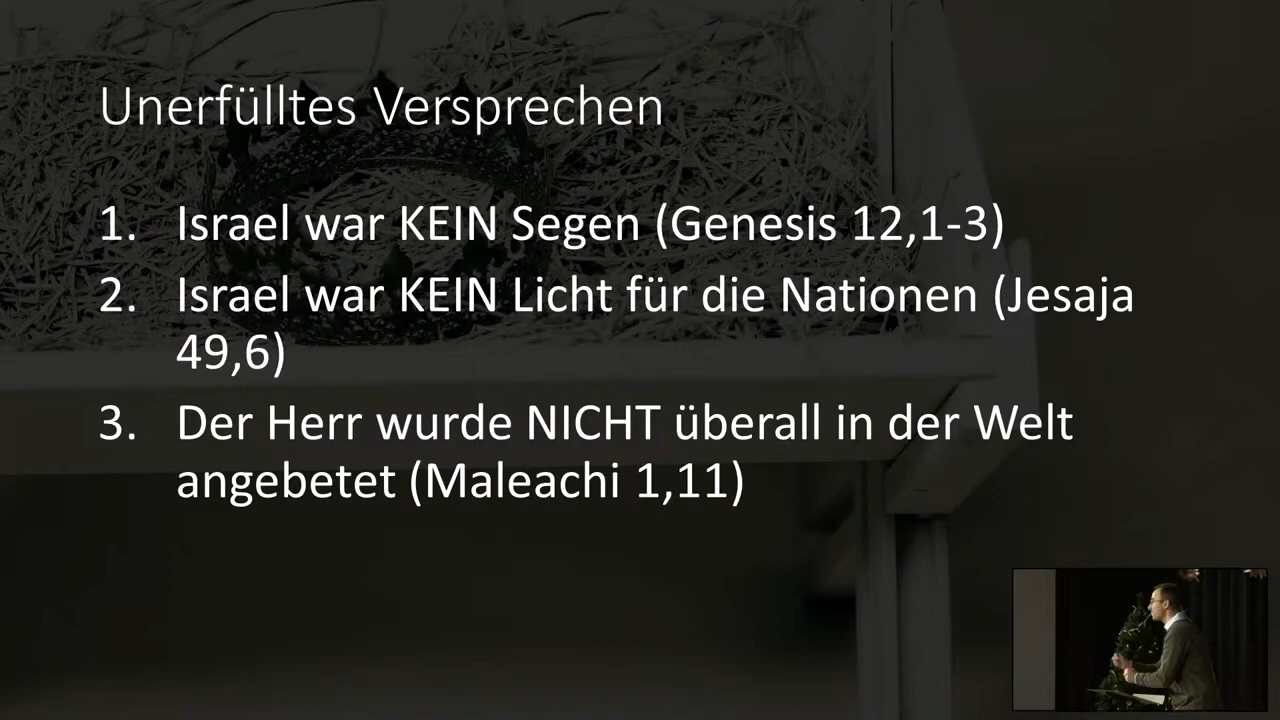 Unerfülltes Versprechen
1. Israel war KEIN Segen (Genesis 12,1-3)
2. Israel war KEIN Licht für die Nationen (Jesaja
49,6)
3. Der Herr wurde NICHT überall in der Welt
angebetet (Maleachi 1,11)